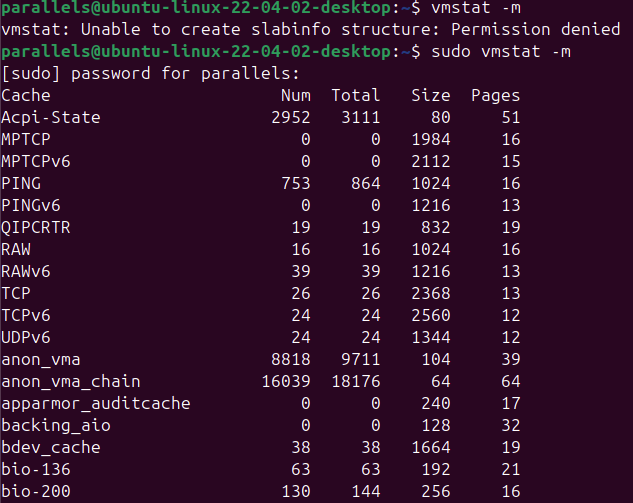 parallels@ubuntu-linux-22-04-02-desktop:~$ vmstat -m
vmstat: Unable to create slabinfo structure: Permission denied
parallels@ubuntu-linux-22-04-02-desktop:~$ sudo vmstat -m
[sudo] password for parallels:
Cache                       Num  Total   Size  Pages
Acpi-State                 2952   3111     80     51
MPTCP                         0      0   1984     16
MPTCPv6                       0      0   2112     15
PING                        753    864   1024     16
PINGv6                        0      0   1216     13
QIPCRTR                      19     19    832     19
RAW                          16     16   1024     16
RAWv6                        39     39   1216     13
TCP                          26     26   2368     13
TCPv6                        24     24   2560     12
UDPv6                        24     24   1344     12
anon_vma                   8818   9711    104     39
anon_vma_chain            16039  18176     64     64
apparmor_auditcache           0      0    240     17
backing_aio                   0      0    128     32
bdev_cache                   38     38   1664     19
bio-136                      63     63    192     21
bio-200                     130    144    256     16